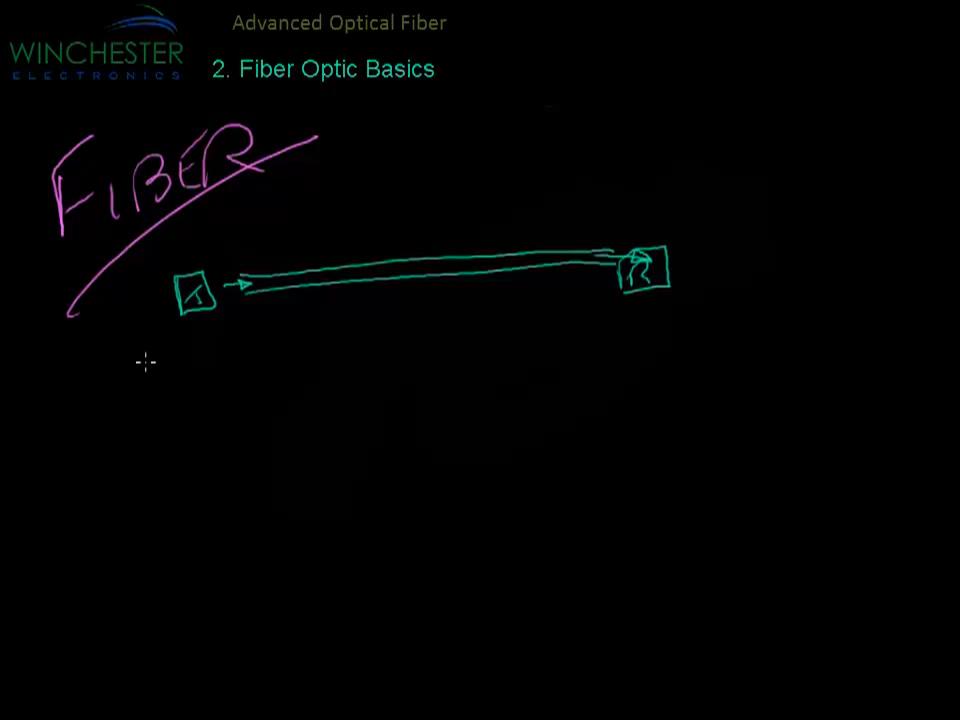 WINCHESTER
ELECTRONICS
Advanced Optical Fiber
2. Fiber Optic Basics
FIBER
T
R